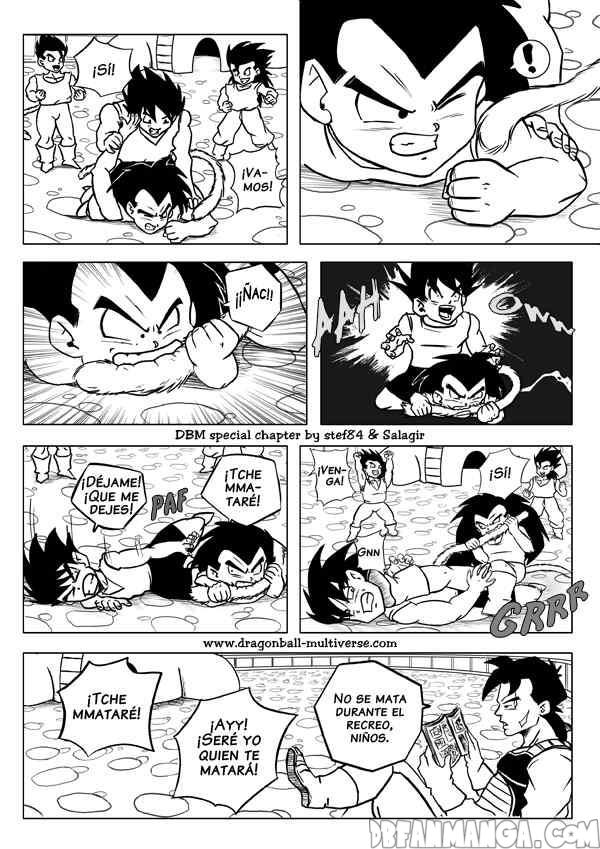 ¡SÍ!
¡VA-
MOS!
¡¡ÑAC!!
AAH
OWW
DBM special chapter by stef84 & Salagir
¡DÉJAME!
¡QUE ME
DEJES!
PAF
¡TCHE
MMA-
TARÉ!
¡VEN-
GA!
¡SÍ!
GNN
GRRR
www.dragonball-multiverse.com
¡TCHE
MMATARÉ!
¡AYY!
¡SERÉ YO
QUIEN TE
MATARÁ!
NO SE MATA
DURANTE EL
RECREO,
NIÑOS.
DBFANMANGA.COM